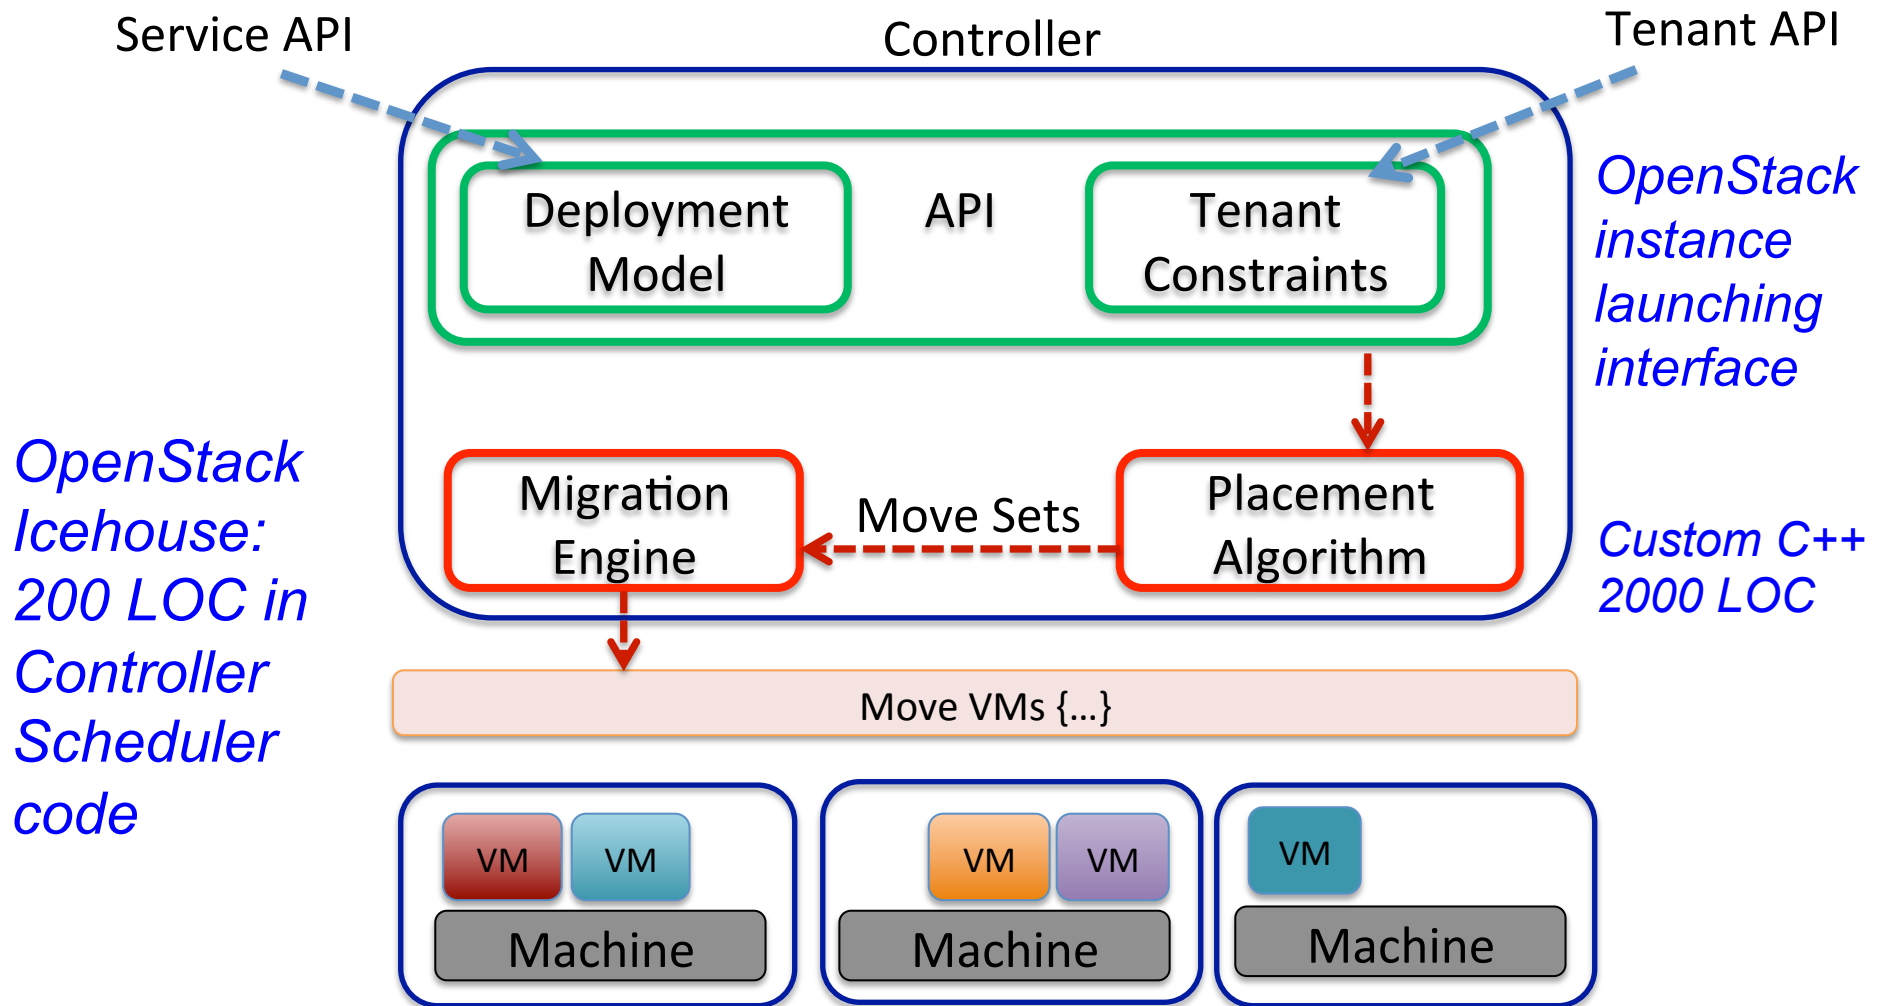 Service API
Controller
Tenant API
Deployment
Model
API
Tenant
Constraints
OpenStack
instance
launching
interface
OpenStack
Icehouse:
200 LOC in
Controller
Scheduler
code
Migration
Engine
Move Sets
Placement
Algorithm
Custom C++
2000 LOC
Move VMs {...}
VM
VM
VM
VM
VM
Machine
Machine
Machine